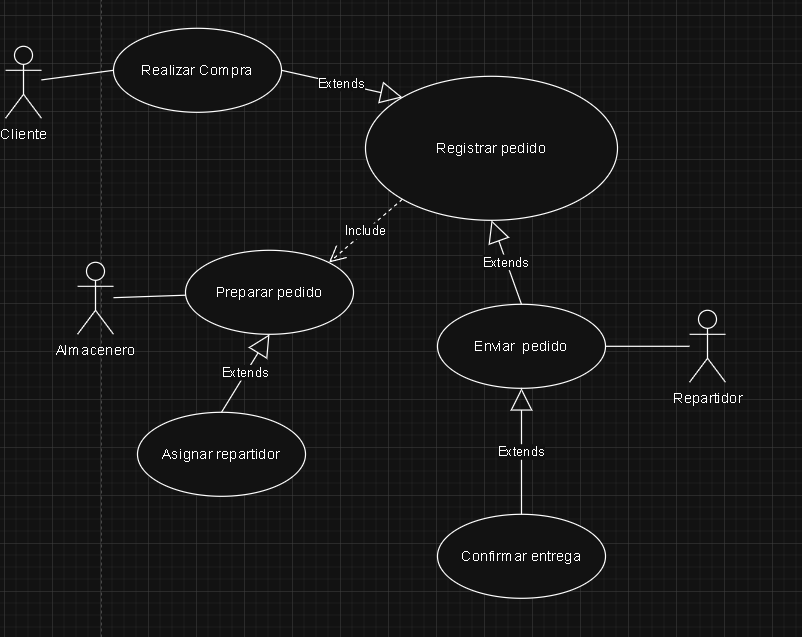 Realizar Compra
Extends
Cliente
Registrar pedido
Include
Extends
Preparar pedido
Almacenero
Enviar pedido
Extends
Repartidor
Asignar repartidor
Extends
Confirmar entrega